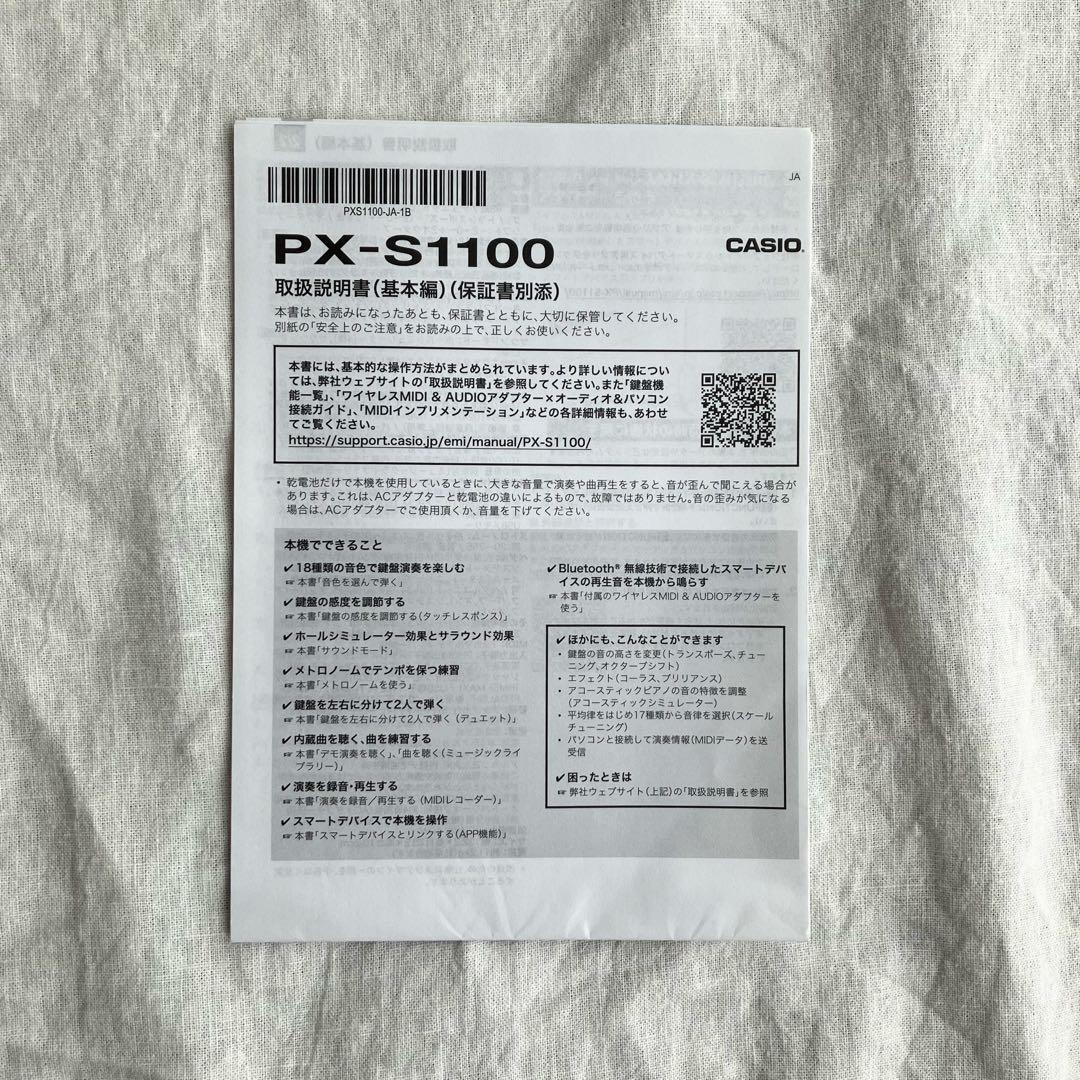 JA
PXS1100-JA-1B
PX-S1100
CASIO
取扱説明書(基本編)(保証書別添)
本書は、お読みになったあとも、保証書とともに、大切に保管してください。
別紙の「安全上のご注意」をお読みの上で、正しくお使いください。
本書には、基本的な操作方法がまとめられています。より詳しい情報につい
ては、弊社ウェブサイトの「取扱説明書」を参照してください。また「鍵盤機
能一覧」、「ワイヤレスMIDI & AUDIOアダプター×オーディオ&パソコン
接続ガイド」、「MIDIインプリメンテーション」などの各詳細情報も、あわせ
てご覧ください。
https://support.casio.jp/emi/manual/PX-S1100/
• 乾電池だけで本機を使用しているときに、大きな音量で演奏や曲再生をすると、音が歪んで聞こえる場合が
あります。これは、ACアダプターと乾電池の違いによるもので、故障ではありません。音の歪みが気になる
場合は、ACアダプターでご使用頂くか、音量を下げてください。
本機でできること
✔18種類の音色で鍵盤演奏を楽しむ
☞ 本書「音色を選んで弾く」
✔鍵盤の感度を調節する
☞ 本書「鍵盤の感度を調節する(タッチレスポンス)」
✔ホールシミュレーター効果とサラウンド効果
☞ 本書「サウンドモード」
✔メトロノームでテンポを保つ練習
☞ 本書「メトロノームを使う」
✔鍵盤を左右に分けて2人で弾く
☞ 本書「鍵盤を左右に分けて2人で弾く(デュエット)」
✔内蔵曲を聴く、曲を練習する
☞ 本書「デモ演奏を聴く」、「曲を聴く(ミュージックライ
ブラリー)」
✔演奏を録音・再生する
☞ 本書「演奏を録音/再生する(MIDIレコーダー)」
✔スマートデバイスで本機を操作
☞ 本書「スマートデバイスとリンクする(APP機能)」
✔Bluetooth® 無線技術で接続したスマートデバ
イスの再生音を本機から鳴らす
☞ 本書「付属のワイヤレスMIDI & AUDIOアダプターを
使う」
✔ほかにも、こんなことができます
• 鍵盤の音の高さを変更(トランスポーズ、チュー
ニング、オクターブシフト)
• エフェクト(コーラス、ブリリアンス)
• アコースティックピアノの音の特徴を調整
(アコースティックシミュレーター)
• 平均律をはじめ17種類から音律を選択(スケール
チューニング)
• パソコンと接続して演奏情報(MIDIデータ)を送
受信
✔困ったときは
☞ 弊社ウェブサイト(上記)の「取扱説明書」を参照